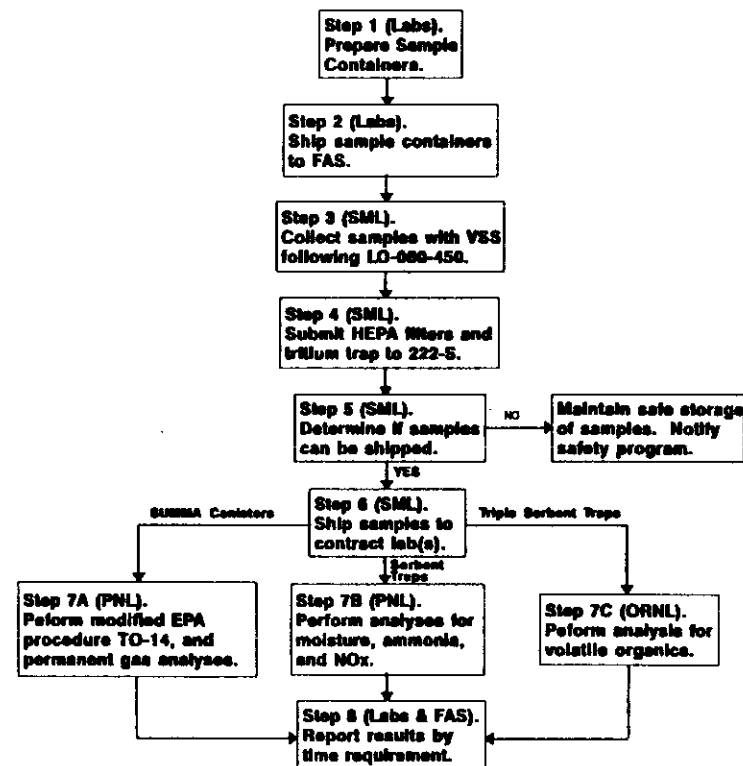 Step 1 (Labs).
Prepare Sample
Containers.
Step 2 (Labs).
Ship sample containers
to FAS.
Step 3 (SML).
Collect samples with VSS
following LO-080-450.
Step 4 (SML).
Submit HEPA filters and
tritium trap to 222-S.
Step 5 (SML).
Determine if samples
can be shipped.
NO
Maintain safe storage
of samples. Notify
safety program.
YES
Step 6 (SML).
Ship samples to
contract lab(s).
SUMMA Canisters
Triple Sorbent Traps
Sorbent
Traps
Step 7A (PNL).
Peform modified EPA
procedure TO-14, and
permanent gas analyses.
Step 7B (PNL).
Perform analyses for
moisture, ammonia,
and NOx.
Step 7C (ORNL).
Peform analysis for
volatile organics.
Step 8 (Labs & FAS).
Report results by
time requirement.